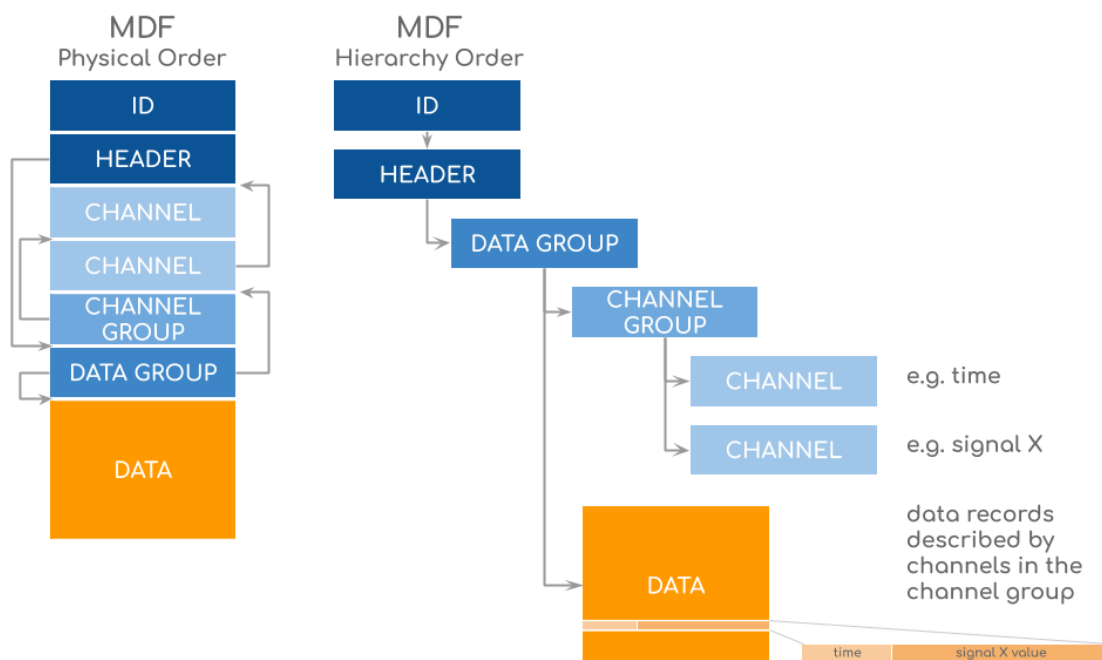 MDF
Physical Order
ID
HEADER
CHANNEL
CHANNEL
CHANNEL
GROUP
DATA GROUP
DATA
MDF
Hierarchy Order
ID
HEADER
DATA GROUP
CHANNEL
GROUP
CHANNEL
e.g. time
CHANNEL
e.g. signal X
DATA
data records
described by
channels in the
channel group
time
signal X value